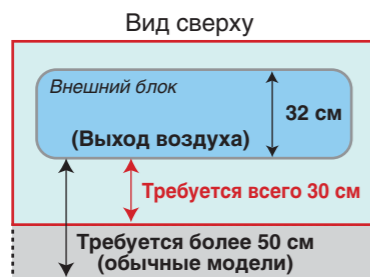 Вид сверху
Внешний блок
32 см
(Выход воздуха)
Требуется всего 30 см
Требуется более 50 см
(обычные модели)